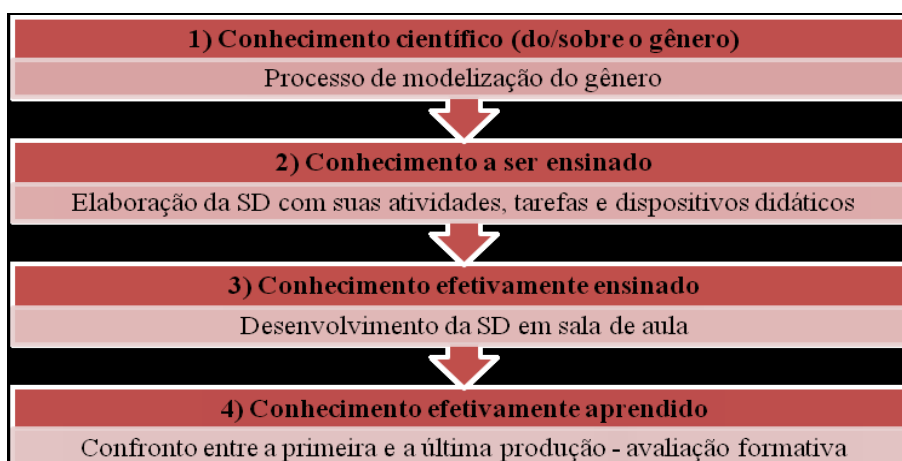 1) Conhecimento científico (do/sobre o gênero)
Processo de modelização do gênero
2) Conhecimento a ser ensinado
Elaboração da SD com suas atividades, tarefas e dispositivos didáticos
3) Conhecimento efetivamente ensinado
Desenvolvimento da SD em sala de aula
4) Conhecimento efetivamente aprendido
Confronto entre a primeira e a última produção - avaliação formativa